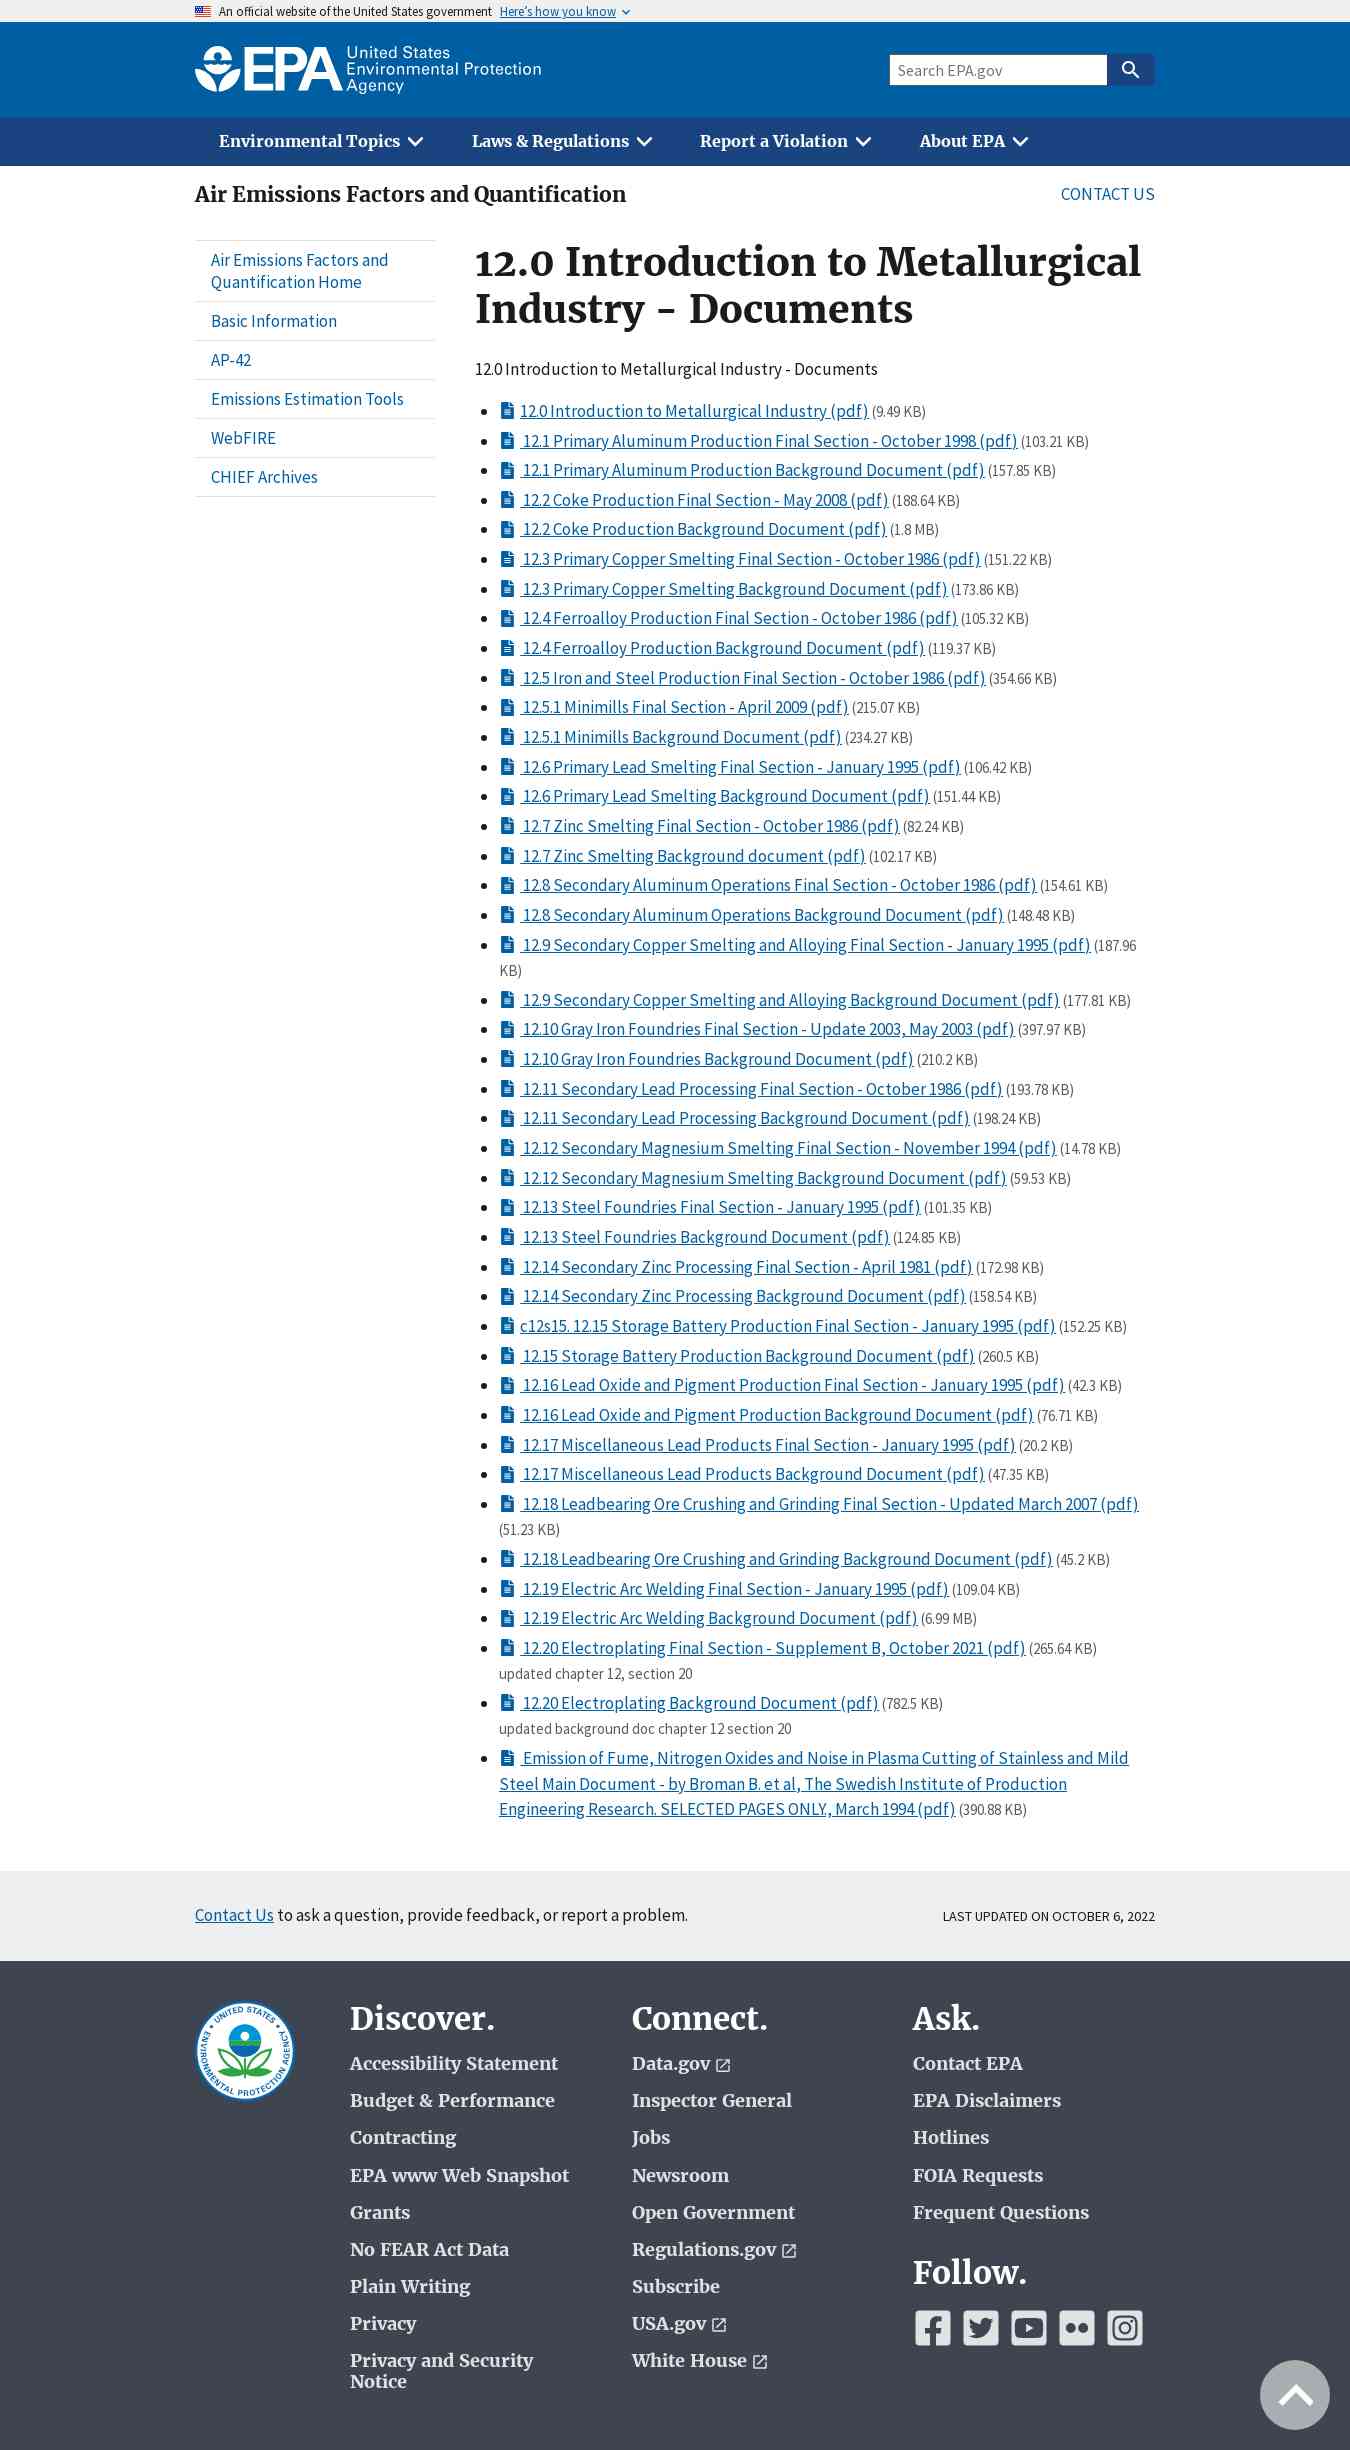 An official website of the United States government Here's how you know
EPA United States
Environmental Protection
Agency
Search EPA.gov
Environmental Topics
Laws & Regulations
Report a Violation
About EPA
Air Emissions Factors and Quantification
CONTACT US
Air Emissions Factors and
Quantification Home
Basic Information
AP-42
Emissions Estimation Tools
WebFIRE
CHIEF Archives
12.0 Introduction to Metallurgical
Industry - Documents
12.0 Introduction to Metallurgical Industry - Documents
12.0 Introduction to Metallurgical Industry (pdf) (9.49 KB)
12.1 Primary Aluminum Production Final Section - October 1998 (pdf) (103.21 KB)
12.1 Primary Aluminum Production Background Document (pdf) (157.85 KB)
12.2 Coke Production Final Section - May 2008 (pdf) (188.64 KB)
12.2 Coke Production Background Document (pdf) (1.8 MB)
12.3 Primary Copper Smelting Final Section - October 1986 (pdf) (151.22 KB)
12.3 Primary Copper Smelting Background Document (pdf) (173.86 KB)
12.4 Ferroalloy Production Final Section - October 1986 (pdf) (105.32 KB)
12.4 Ferroalloy Production Background Document (pdf) (119.37 KB)
12.5 Iron and Steel Production Final Section - October 1986 (pdf) (354.66 KB)
12.5.1 Minimills Final Section - April 2009 (pdf) (215.07 KB)
12.5.1 Minimills Background Document (pdf) (234.27 KB)
12.6 Primary Lead Smelting Final Section - January 1995 (pdf) (106.42 KB)
12.6 Primary Lead Smelting Background Document (pdf) (151.44 KB)
12.7 Zinc Smelting Final Section - October 1986 (pdf) (82.24 KB)
12.7 Zinc Smelting Background document (pdf) (102.17 KB)
12.8 Secondary Aluminum Operations Final Section - October 1986 (pdf) (154.61 KB)
12.8 Secondary Aluminum Operations Background Document (pdf) (148.48 KB)
12.9 Secondary Copper Smelting and Alloying Final Section - January 1995 (pdf) (187.96
KB)
12.9 Secondary Copper Smelting and Alloying Background Document (pdf) (177.81 KB)
12.10 Gray Iron Foundries Final Section - Update 2003, May 2003 (pdf) (397.97 KB)
12.10 Gray Iron Foundries Background Document (pdf) (210.2 KB)
12.11 Secondary Lead Processing Final Section - October 1986 (pdf) (193.78 KB)
12.11 Secondary Lead Processing Background Document (pdf) (198.24 KB)
12.12 Secondary Magnesium Smelting Final Section - November 1994 (pdf) (14.78 KB)
12.12 Secondary Magnesium Smelting Background Document (pdf) (59.53 KB)
12.13 Steel Foundries Final Section - January 1995 (pdf) (101.35 KB)
12.13 Steel Foundries Background Document (pdf) (124.85 KB)
12.14 Secondary Zinc Processing Final Section - April 1981 (pdf) (172.98 KB)
12.14 Secondary Zinc Processing Background Document (pdf) (158.54 KB)
c12s15. 12.15 Storage Battery Production Final Section - January 1995 (pdf) (152.25 KB)
12.15 Storage Battery Production Background Document (pdf) (260.5 KB)
12.16 Lead Oxide and Pigment Production Final Section - January 1995 (pdf) (42.3 KB)
12.16 Lead Oxide and Pigment Production Background Document (pdf) (76.71 KB)
12.17 Miscellaneous Lead Products Final Section - January 1995 (pdf) (20.2 KB)
12.17 Miscellaneous Lead Products Background Document (pdf) (47.35 KB)
12.18 Leadbearing Ore Crushing and Grinding Final Section - Updated March 2007 (pdf)
(51.23 KB)
12.18 Leadbearing Ore Crushing and Grinding Background Document (pdf) (45.2 KB)
12.19 Electric Arc Welding Final Section - January 1995 (pdf) (109.04 KB)
12.19 Electric Arc Welding Background Document (pdf) (6.99 MB)
12.20 Electroplating Final Section - Supplement B, October 2021 (pdf) (265.64 KB)
updated chapter 12, section 20
12.20 Electroplating Background Document (pdf) (782.5 KB)
updated background doc chapter 12 section 20
Emission of Fume, Nitrogen Oxides and Noise in Plasma Cutting of Stainless and Mild
Steel Main Document - by Broman B. et al, The Swedish Institute of Production
Engineering Research. SELECTED PAGES ONLY., March 1994 (pdf) (390.88 KB)
Contact Us to ask a question, provide feedback, or report a problem.
LAST UPDATED ON OCTOBER 6, 2022
UNITED STATES ENVIRONMENTAL PROTECTION AGENCY
Discover.
Accessibility Statement
Budget & Performance
Contracting
EPA www Web Snapshot
Grants
No FEAR Act Data
Plain Writing
Privacy
Privacy and Security
Notice
Connect.
Data.gov
Inspector General
Jobs
Newsroom
Open Government
Regulations.gov
Subscribe
USA.gov
White House
Ask.
Contact EPA
EPA Disclaimers
Hotlines
FOIA Requests
Frequent Questions
Follow.